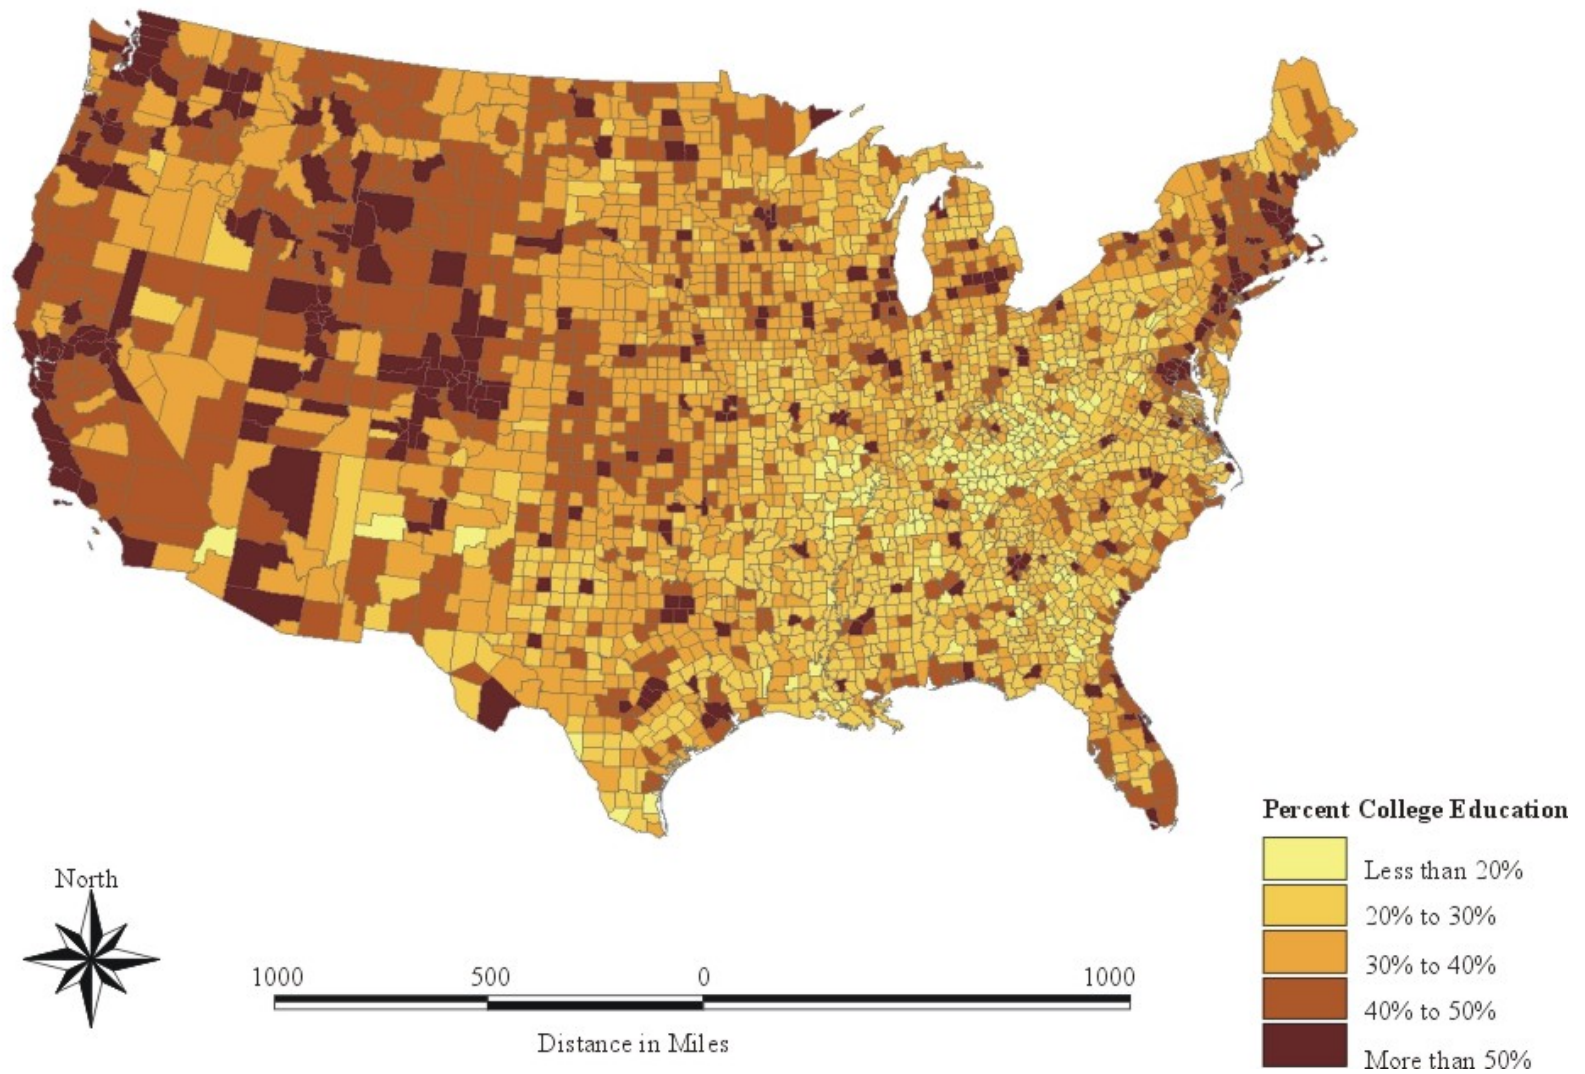 Percent College Education
Less than 20%
20% to 30%
30% to 40%
40% to 50%
More than 50%
North
1000 500 0 1000
Distance in Miles